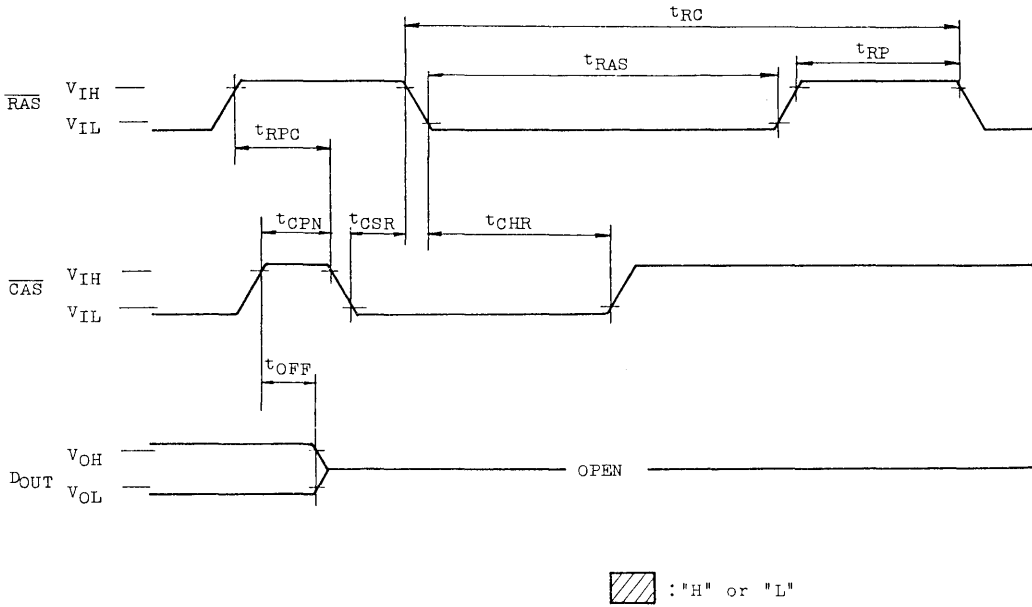 tRC
tRAS
tRP
RAS
VIH
VIL
tRPC
tCPN
tCSR
tCHR
CAS
VIH
VIL
tOFF
DOUT
VOH
VOL
OPEN
:"H" or "L"